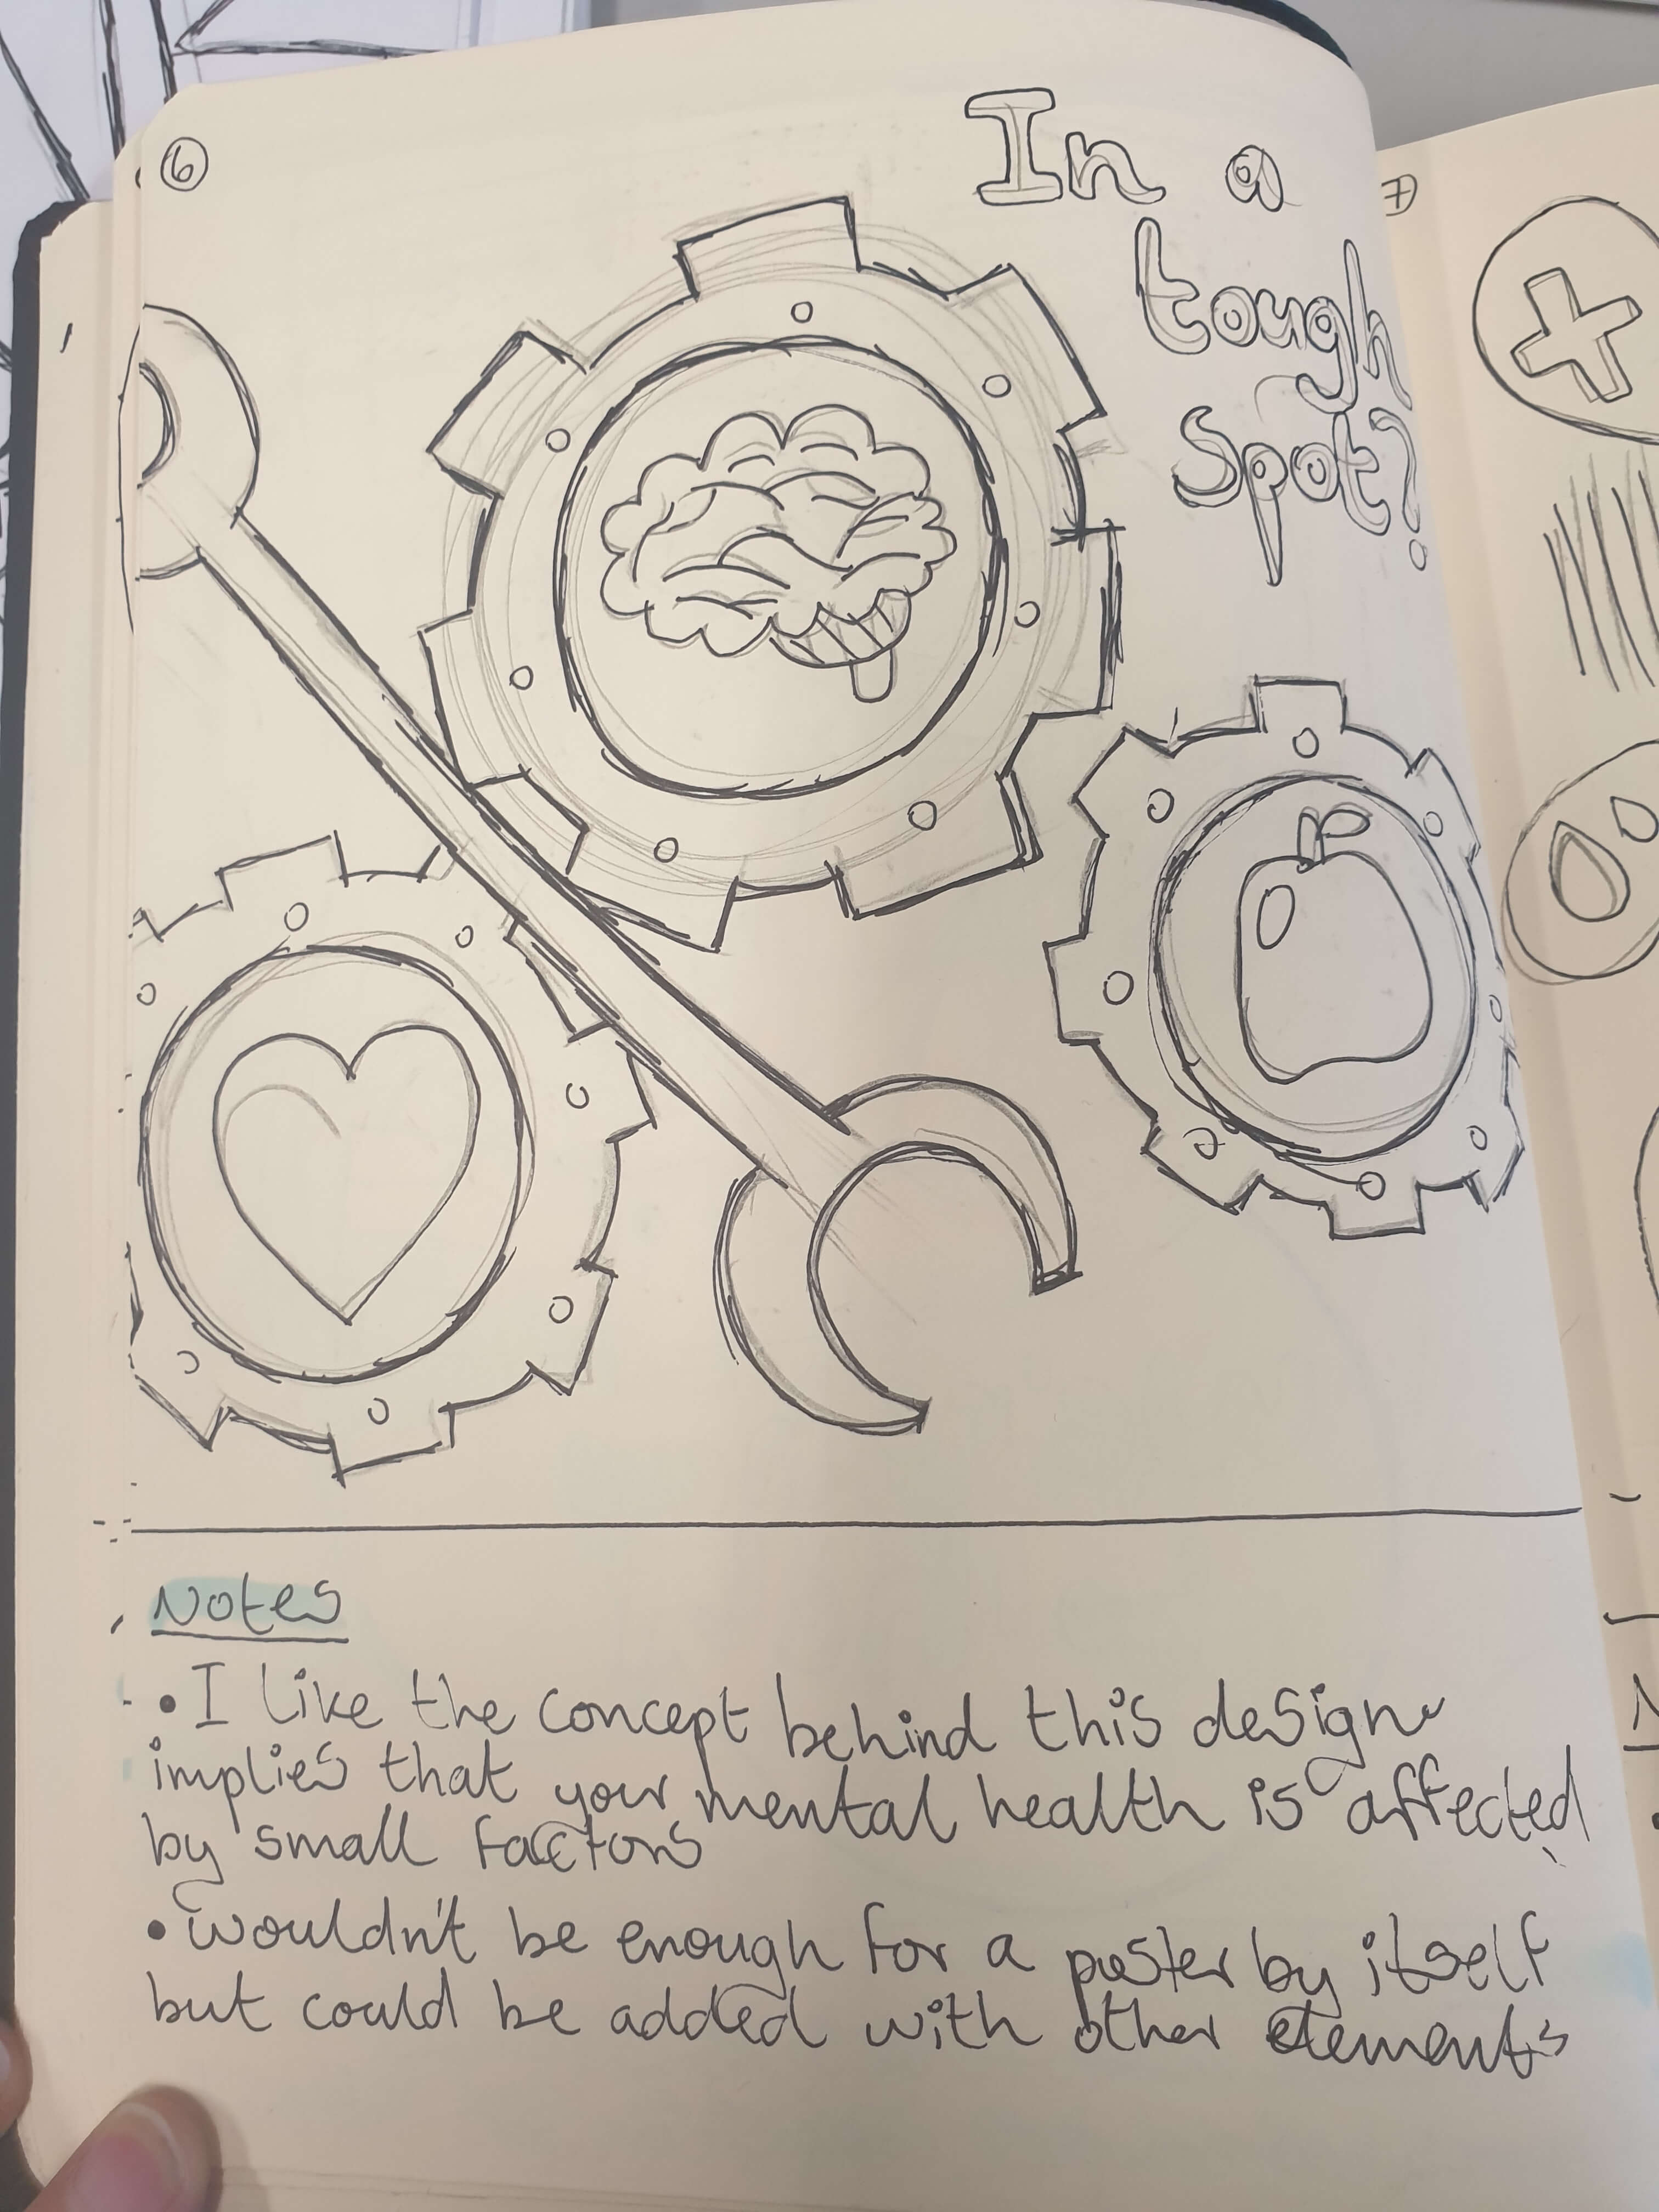 6
In a
tough
Spot?
7
Notes
• I like the concept behind this design
implies that your mental health is affected
by small factors
• wouldn't be enough for a poster by itself
but could be added with other elements